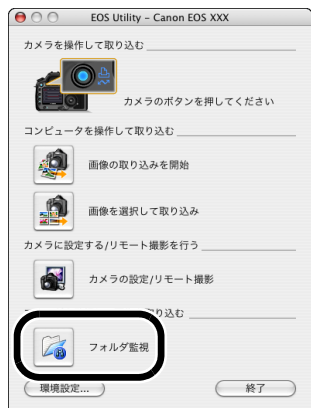 EOS Utility - Canon EOS XXX
カメラを操作して取り込む
カメラのボタンを押してください
コンピュータを操作して取り込む
画像の取り込みを開始
画像を選択して取り込み
カメラに設定する/リモート撮影を行う
カメラの設定/リモート撮影
り込む
フォルダ監視
環境設定...
終了